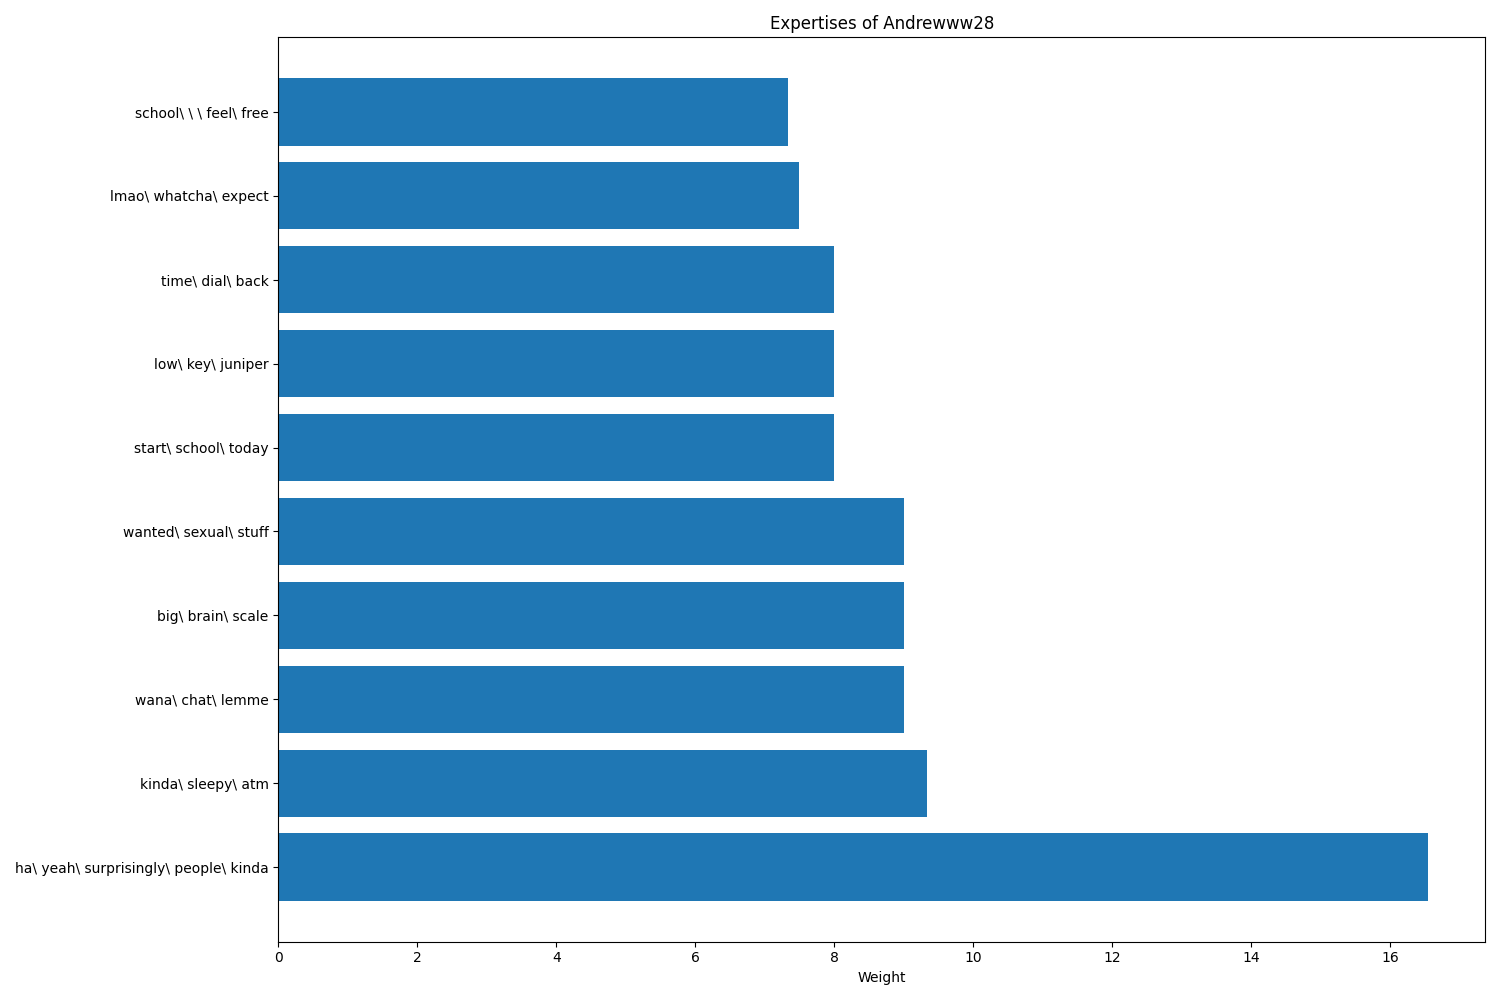 Expertises of Andrewww28
school\ \ \ feel\ free
lmao\ whatcha\ expect
time\ dial\ back
low\ key\ juniper
start\ school\ today
wanted\ sexual\ stuff
big\ brain\ scale
wana\ chat\ lemme
kinda\ sleepy\ atm
ha\ yeah\ surprisingly\ people\ kinda
0 2 4 6 8 10 12 14 16
Weight